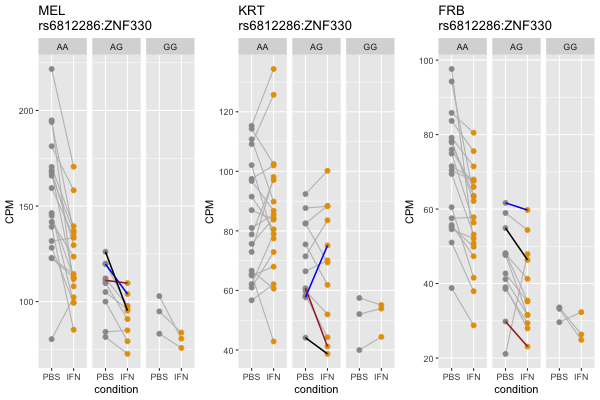 MEL
rs6812286:ZNF330
AA AG GG
CPM
200
150
100
PBS IFN PBS IFN PBS IFN
condition
KRT
rs6812286:ZNF330
AA AG GG
CPM
120
100
80
60
40
PBS IFN PBS IFN PBS IFN
condition
FRB
rs6812286:ZNF330
AA AG GG
CPM
100
80
60
40
20
PBS IFN PBS IFN PBS IFN
condition